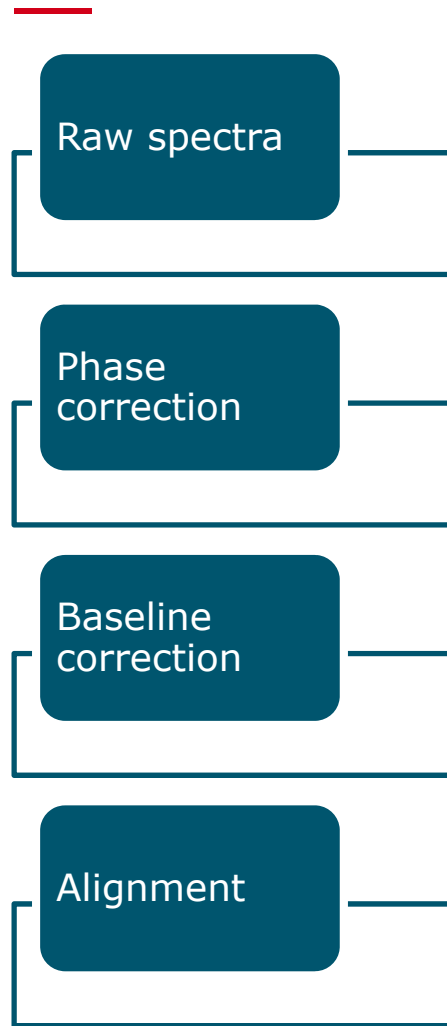 Raw spectra
Phase
correction
Baseline
correction
Alignment